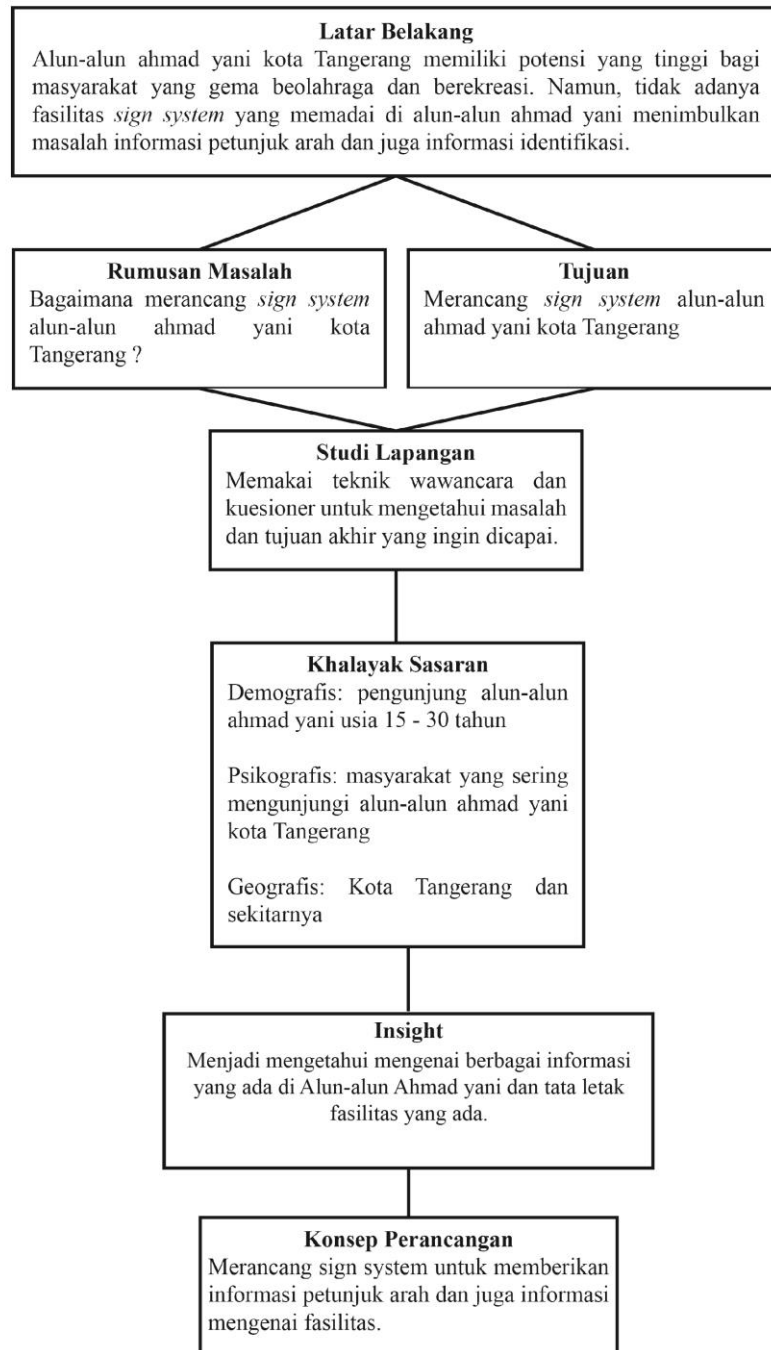 Latar Belakang
Alun-alun ahmad yani kota Tangerang memiliki potensi yang tinggi bagi
masyarakat yang gema beolahraga dan berekreasi. Namun, tidak adanya
fasilitas sign system yang memadai di alun-alun ahmad yani menimbulkan
masalah informasi petunjuk arah dan juga informasi identifikasi.
Rumusan Masalah
Bagaimana merancang sign system
alun-alun ahmad yani kota
Tangerang ?
Tujuan
Merancang sign system alun-alun
ahmad yani kota Tangerang
Studi Lapangan
Memakai teknik wawancara dan
kuesioner untuk mengetahui masalah
dan tujuan akhir yang ingin dicapai.
Khalayak Sasaran
Demografis: pengunjung alun-alun
ahmad yani usia 15 - 30 tahun
Psikografis: masyarakat yang sering
mengunjungi alun-alun ahmad yani
kota Tangerang
Geografis: Kota Tangerang dan
sekitarnya
Insight
Menjadi mengetahui mengenai berbagai informasi
yang ada di Alun-alun Ahmad yani dan tata letak
fasilitas yang ada.
Konsep Perancangan
Merancang sign system untuk memberikan
informasi petunjuk arah dan juga informasi
mengenai fasilitas.